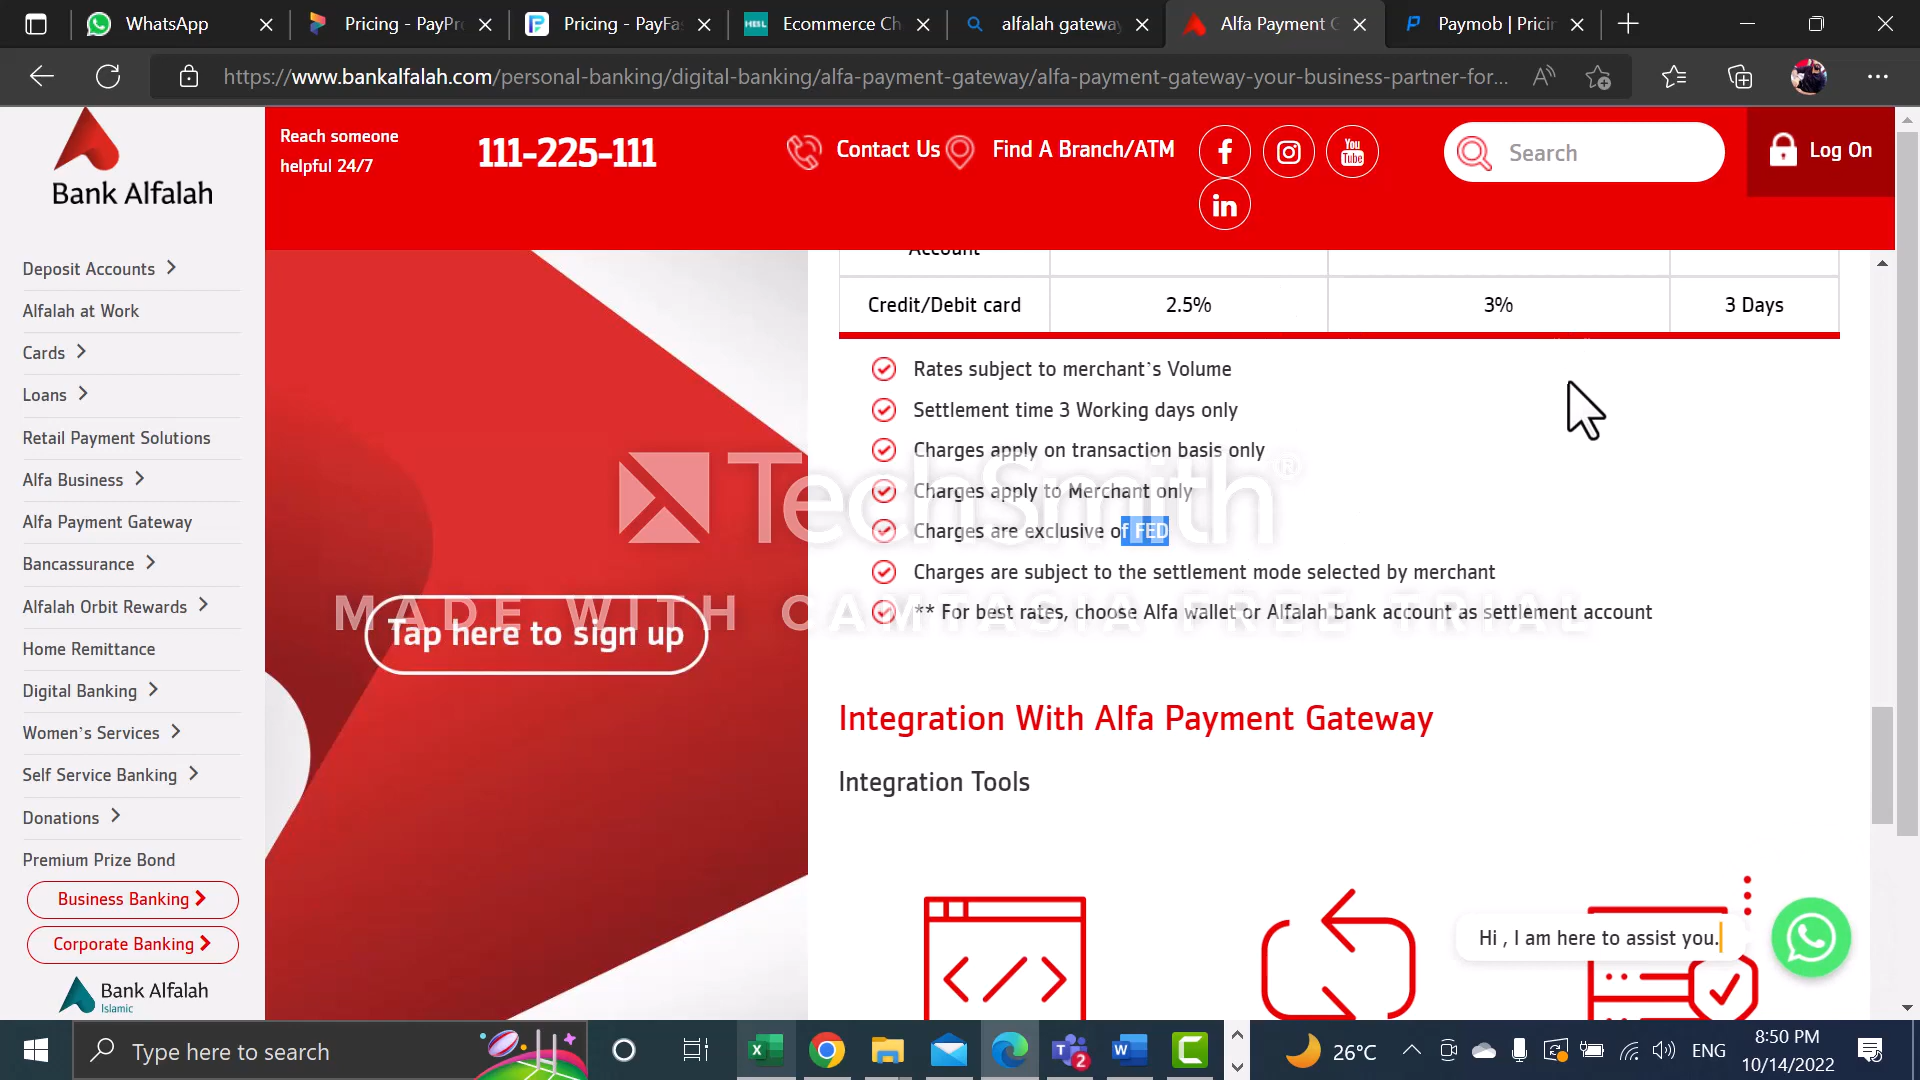 WhatsApp
Pricing - PayPr
Pricing - PayFa
HBL
Ecommerce Ch
alfalah gateway
Alfa Payment G
Paymob | Prici
https://www.bankalfalah.com/personal-banking/digital-banking/alfa-payment-gateway/alfa-payment-gateway-your-business-partner-for...
Bank Alfalah
Reach someone
helpful 24/7
111-225-111
Contact Us
Find A Branch/ATM
You
Tube
in
Search
Log On
Deposit Accounts
Alfalah at Work
Cards
Loans
Retail Payment Solutions
Alfa Business
Alfa Payment Gateway
Bancassurance
Alfalah Orbit Rewards
Home Remittance
Digital Banking
Women's Services
Self Service Banking
Donations
Premium Prize Bond
Business Banking
Corporate Banking
Bank Alfalah
Islamic
Tap here to sign up
Account
Credit/Debit card 2.5% 3% 3 Days
Rates subject to merchant`s Volume
Settlement time 3 Working days only
Charges apply on transaction basis only
Charges apply to Merchant only
Charges are exclusive of FED
Charges are subject to the settlement mode selected by merchant
** For best rates, choose Alfa wallet or Alfalah bank account as settlement account
TechSmith®
MADE WITH CAMTASIA FREE TRIAL
Integration With Alfa Payment Gateway
Integration Tools
Hi , I am here to assist you.
Type here to search
2
26°C
ENG
8:50 PM
10/14/2022